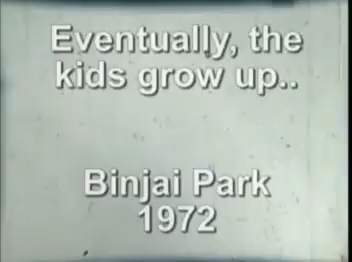 Eventually, the
kids grow up..
Binjai Park
1972